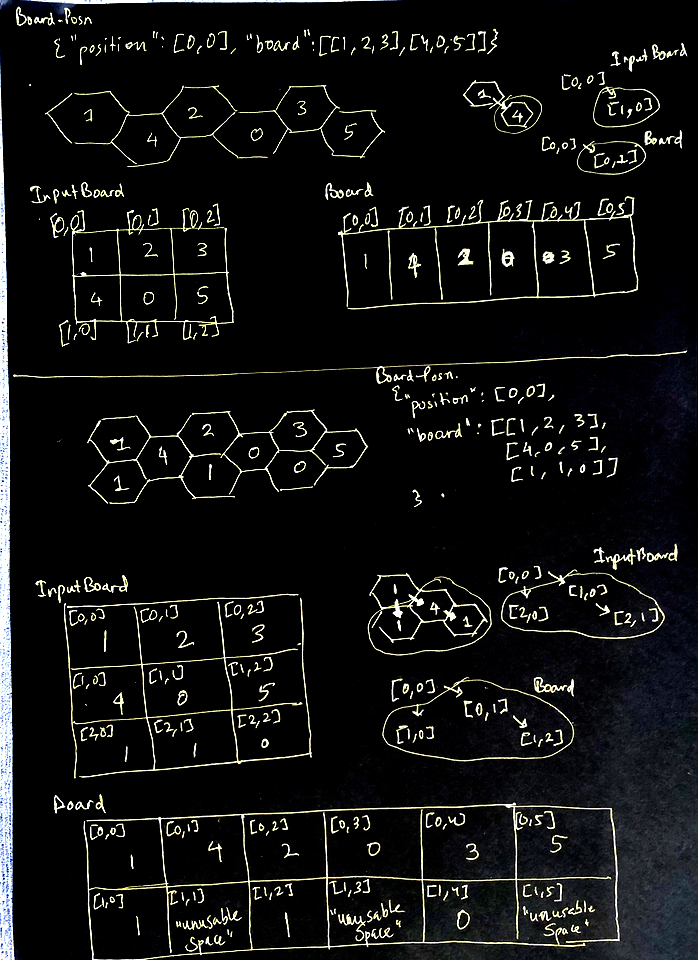 Board-Posn
{"position": [0,0], "board":[[1,2,3],[4,0,5]]}
InputBoard
[0,0]
[1,0]
1
4
[0,0]
Board
[0,1]
1 2 3
4 0 5
InputBoard
[0,0] [0,1] [0,2]
1 2 3
4 0 5
[1,0] [1,1] [1,2]
Board
[0,0] [0,1] [0,2] [0,3] [0,4] [0,5]
1 4 2 0 3 5
Board-Posn.
{"position": [0,0],
"board": [[1, 2, 3],
[4,0,5],
[1, 1,0]]
}
1 2 3
4 0 5
1 1 0
InputBoard
[0,0] [0,1] [0,2]
1 2 3
[1,0] [1,1] [1,2]
4 0 5
[2,0] [2,1] [2,2]
1 1 0
1
4
1 1
InputBoard
[0,0]
[1,0]
[2,0] [2,1]
[0,0] Board
[0,1]
[1,0] [1,2]
Board
[0,0] [0,1] [0,2] [0,3] [0,4] [0,5]
1 4 2 0 3 5
[1,0] [1,1] [1,2] [1,3] [1,4] [1,5]
1 "unusable 1 "unusable 0 "unusable
Space" Space" Space"